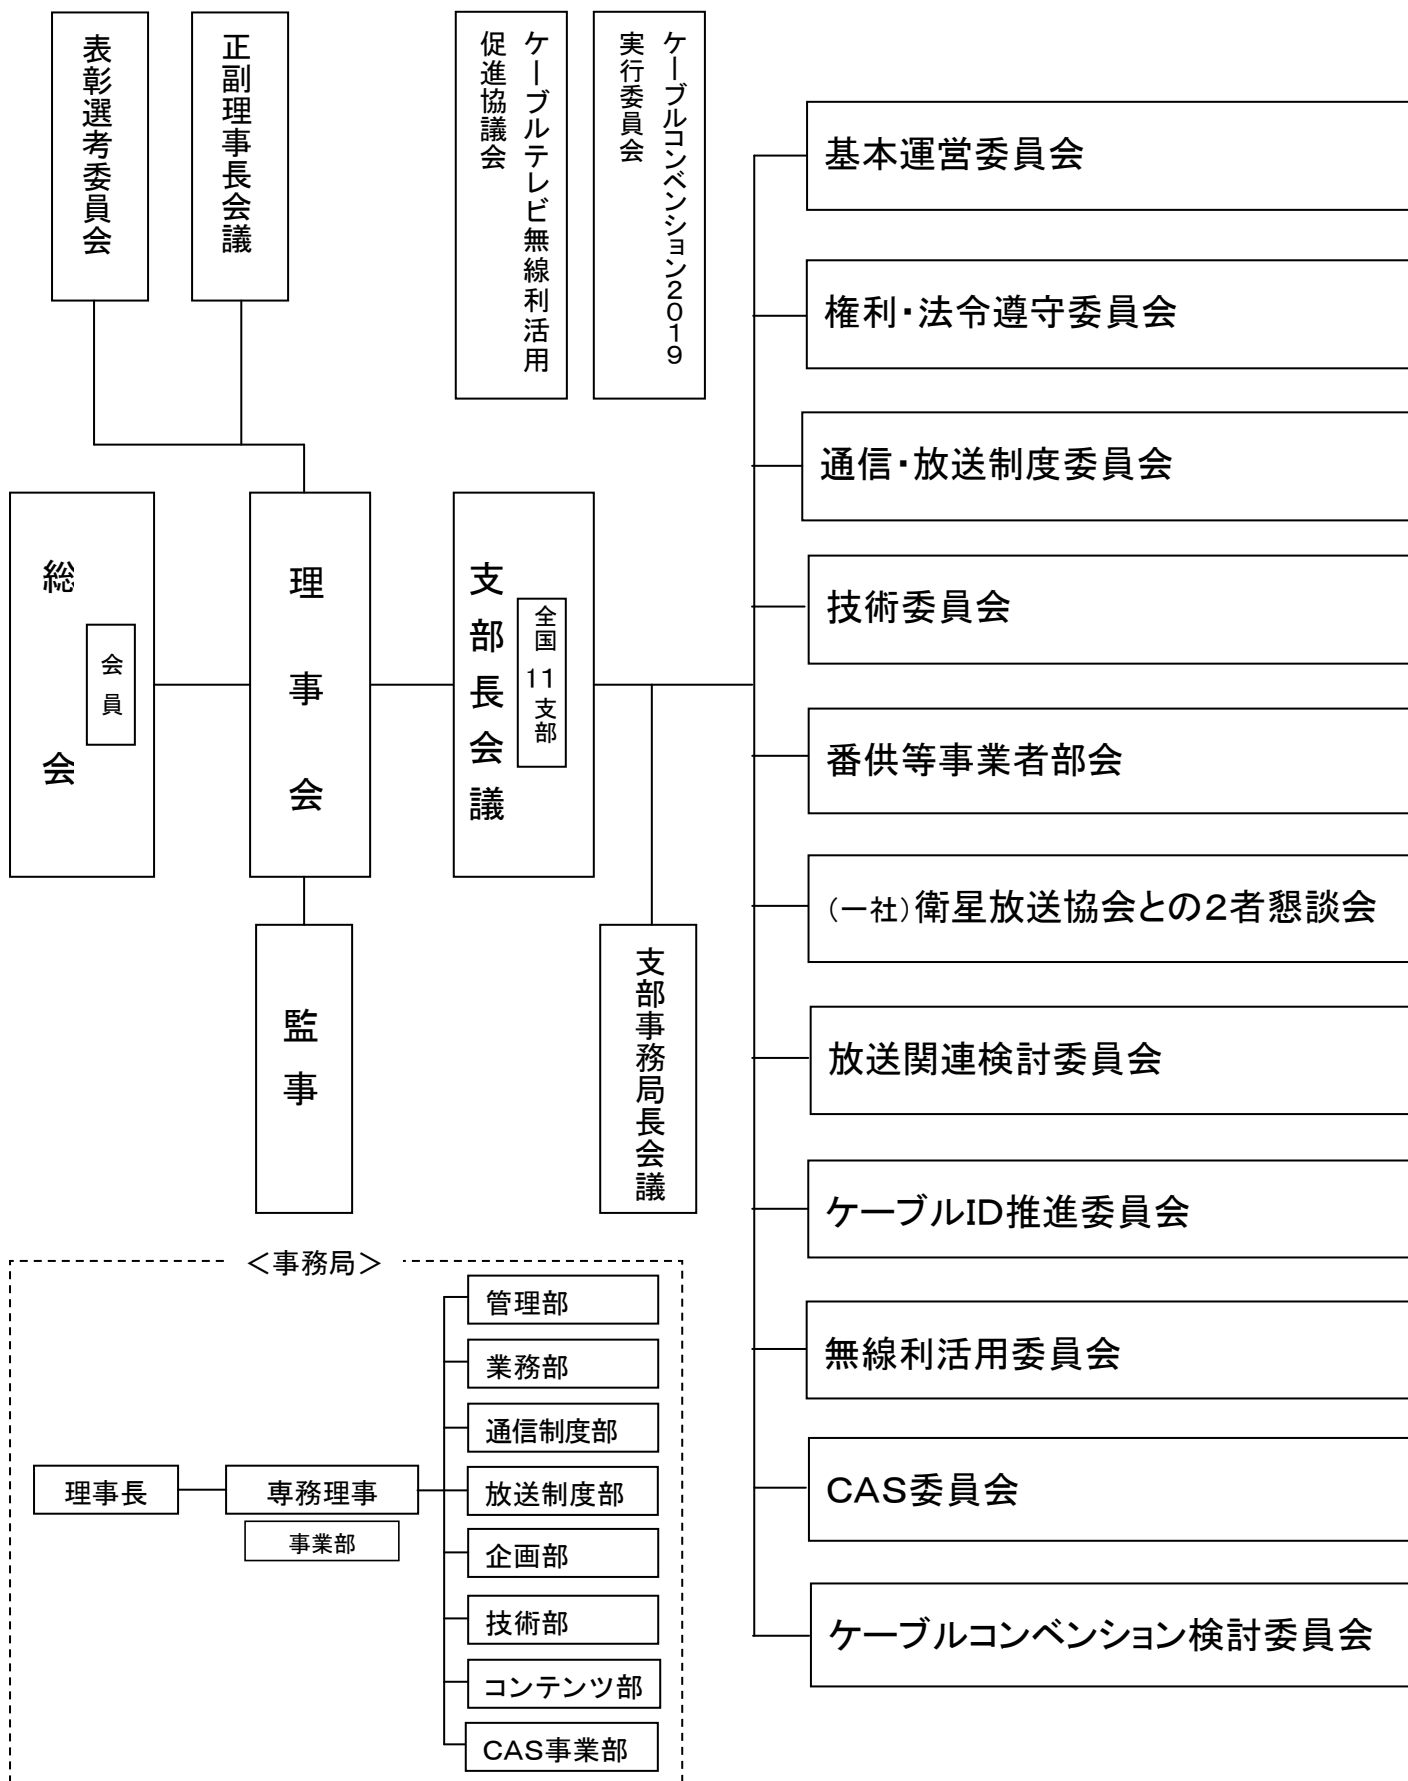 表彰選考委員会
正副理事長会議
ケーブルテレビ無線利活用
促進協議会
ケーブルコンベンション2019
実行委員会
総会
会員
理事会
支部長会議
全国11支部
監事
支部事務局長会議
基本運営委員会
権利・法令遵守委員会
通信・放送制度委員会
技術委員会
番供等事業者部会
(一社)衛星放送協会との2者懇談会
放送関連検討委員会
ケーブルID推進委員会
無線利活用委員会
CAS委員会
ケーブルコンベンション検討委員会
＜事務局＞
理事長
専務理事
事業部
管理部
業務部
通信制度部
放送制度部
企画部
技術部
コンテンツ部
CAS事業部